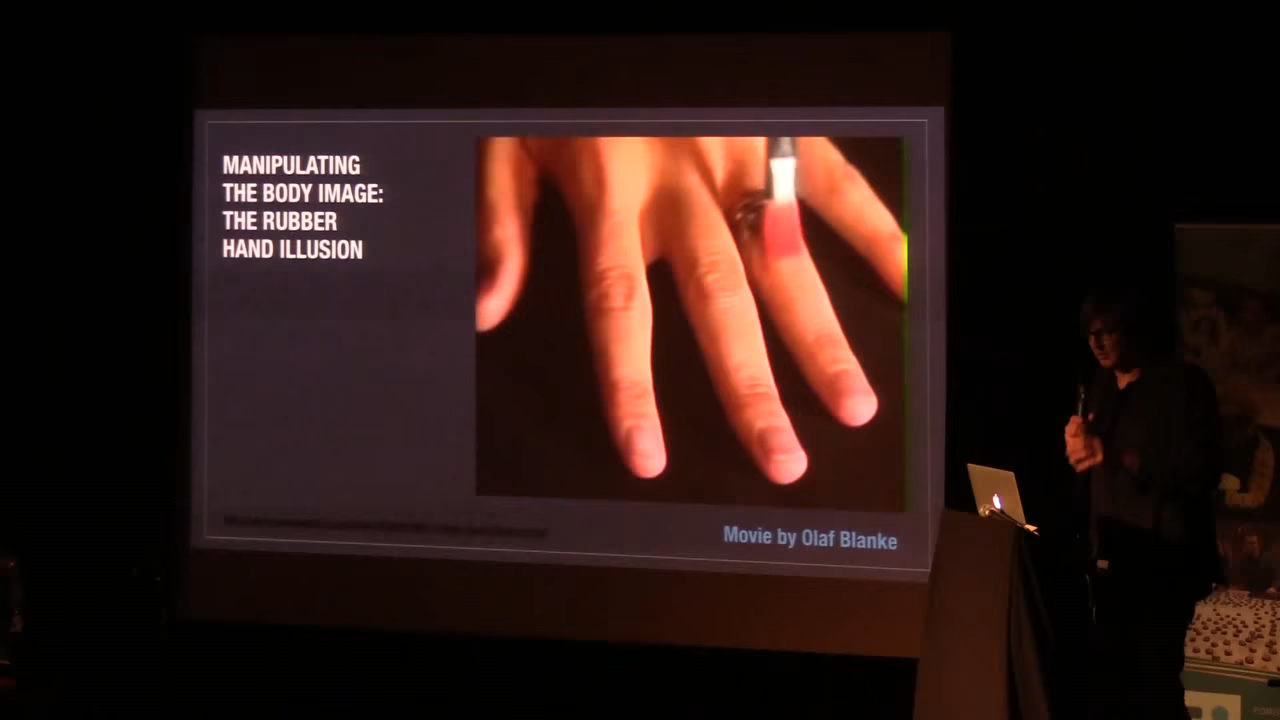 MANIPULATING
THE BODY IMAGE:
THE RUBBER
HAND ILLUSION
Movie by Olaf Blanke